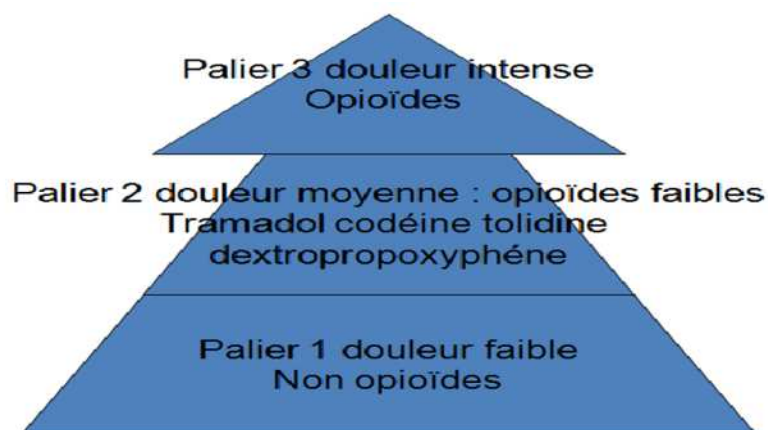 Palier 3 douleur intense
Opioïdes
Palier 2 douleur moyenne : opioïdes faibles
Tramadol codéine tolidine
dextropropoxyphéne
Palier 1 douleur faible
Non opioïdes